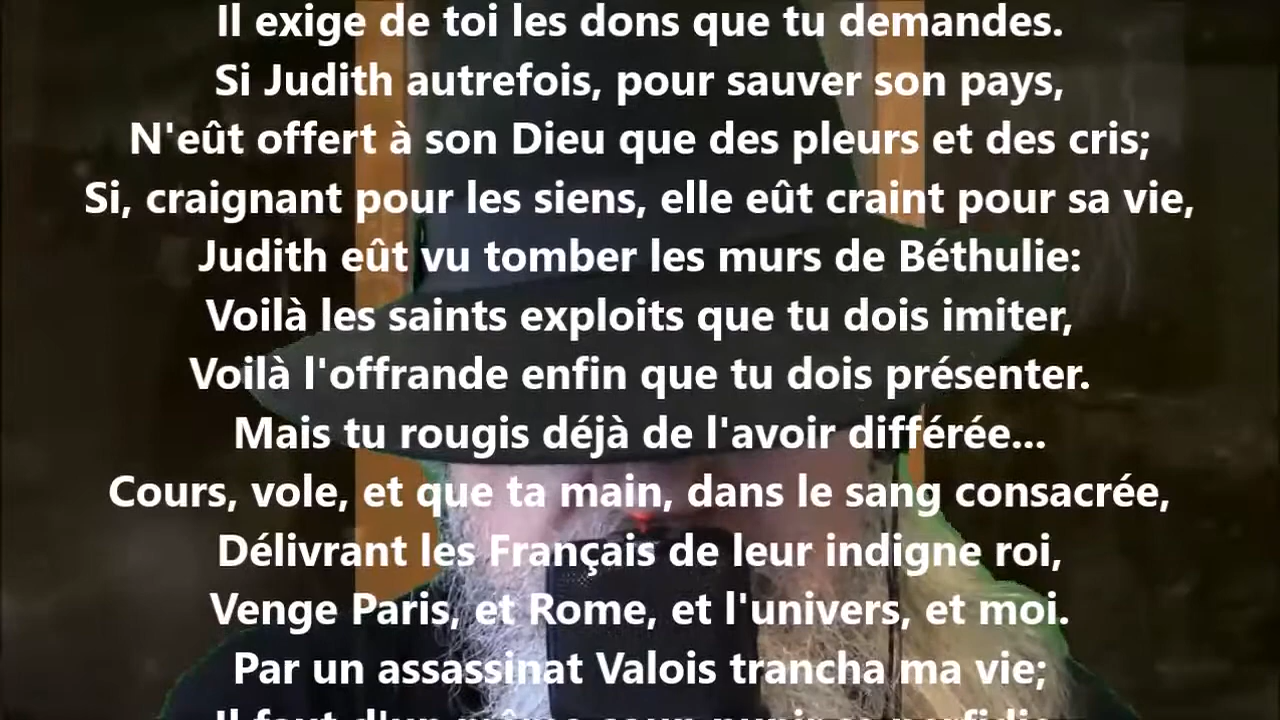 Il exige de toi les dons que tu demandes.
Si Judith autrefois, pour sauver son pays,
N'eût offert à son Dieu que des pleurs et des cris;
Si, craignant pour les siens, elle eût craint pour sa vie,
Judith eût vu tomber les murs de Béthulie:
Voilà les saints exploits que tu dois imiter,
Voilà l'offrande enfin que tu dois présenter.
Mais tu rougis déjà de l'avoir différée...
Cours, vole, et que ta main, dans le sang consacrée,
Délivrant les Français de leur indigne roi,
Venge Paris, et Rome, et l'univers, et moi.
Par un assassinat Valois trancha ma vie;